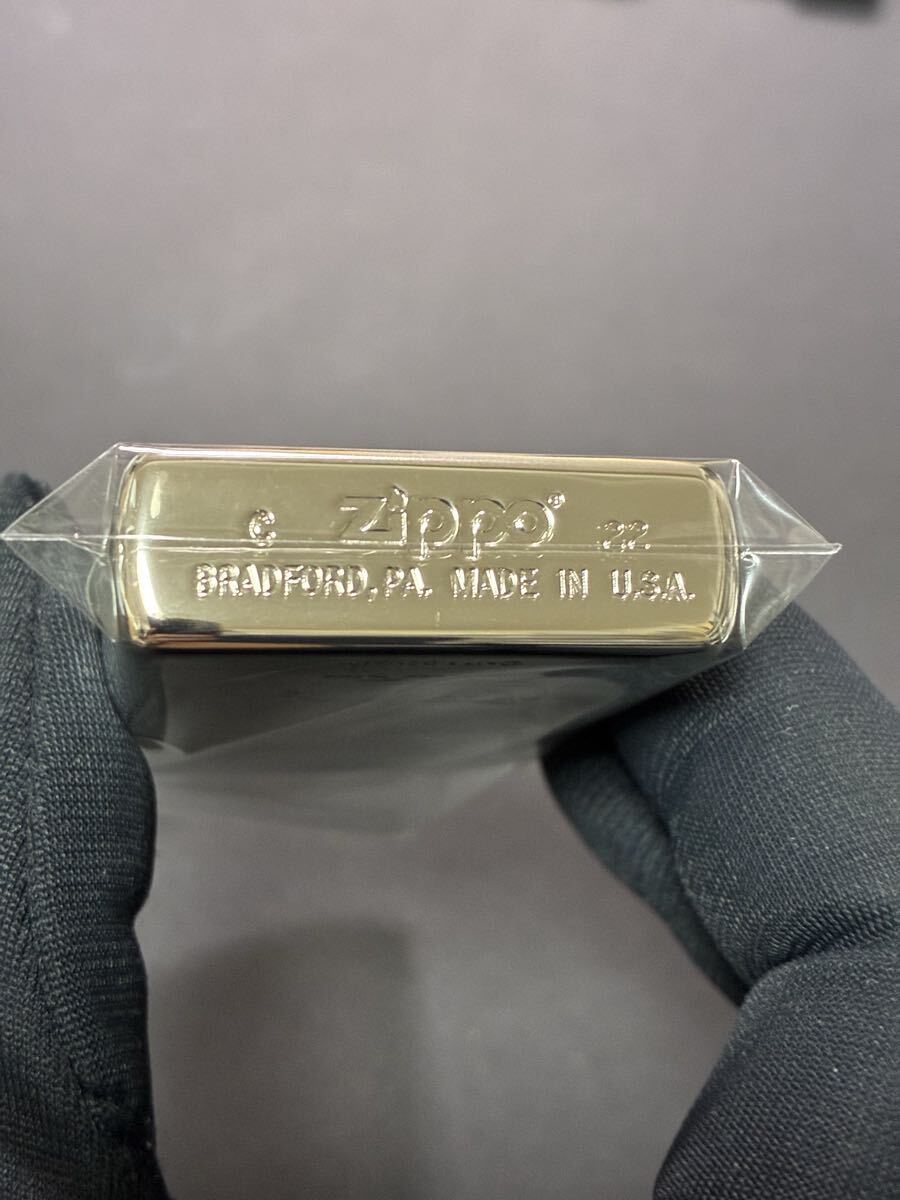 C Zippo® 22
BRADFORD, PA. MADE IN U.S.A.